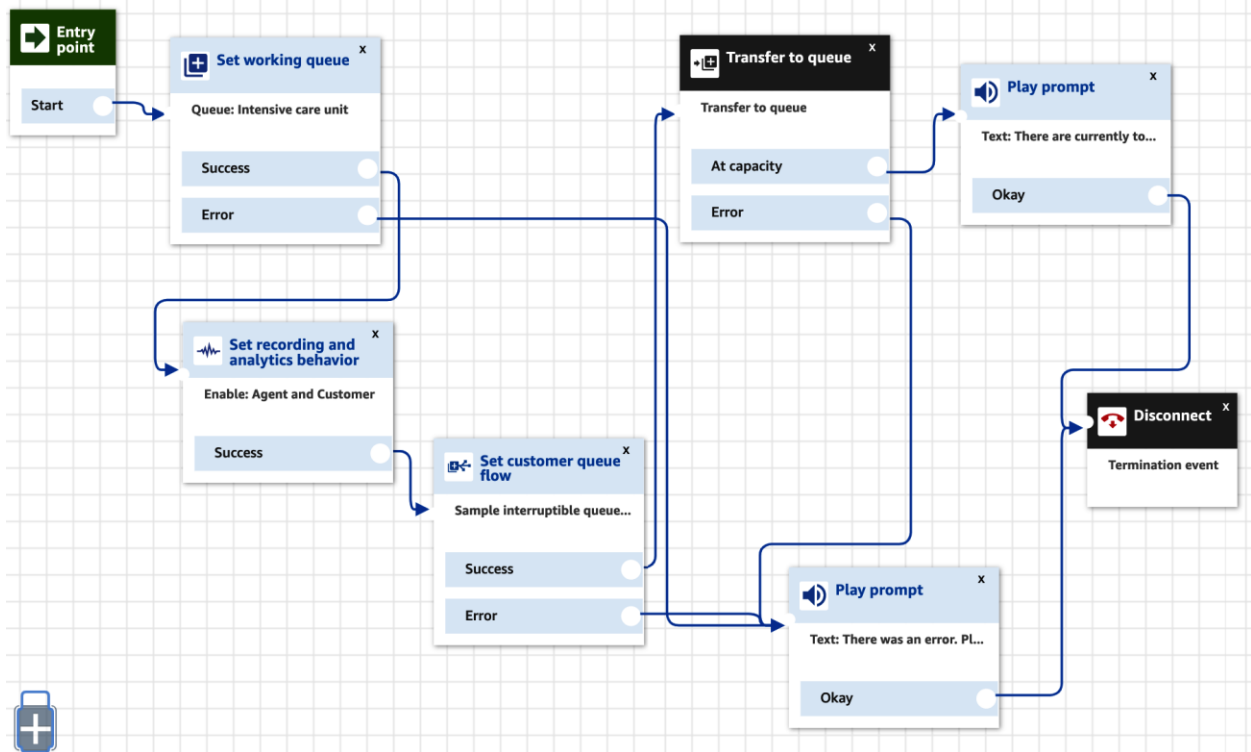 Entry
point
Start
Set working queue
x
Queue: Intensive care unit
Success
Error
Transfer to queue
x
Transfer to queue
At capacity
Error
Play prompt
x
Text: There are currently to...
Okay
Set recording and
analytics behavior
x
Enable: Agent and Customer
Success
Set customer queue
flow
x
Sample interruptible queue...
Success
Error
Disconnect
x
Termination event
Play prompt
x
Text: There was an error. Pl...
Okay